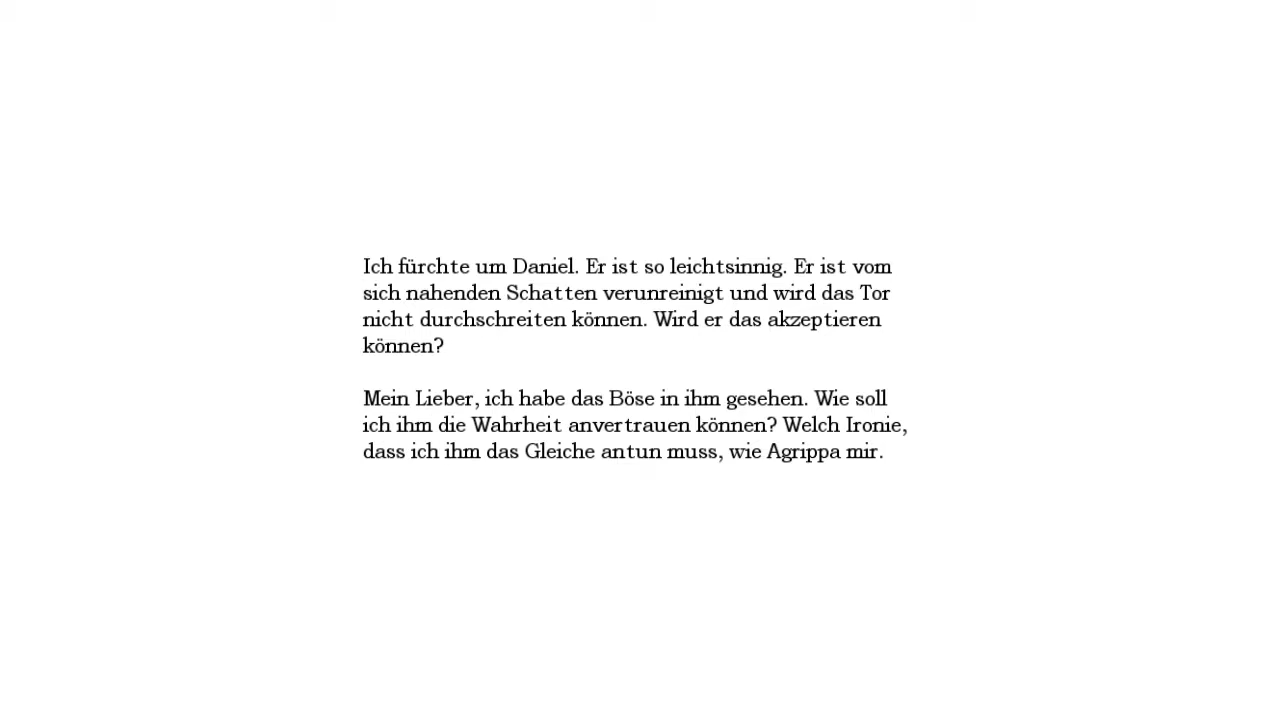 Ich fürchte um Daniel. Er ist so leichtsinnig. Er ist vom
sich nahenden Schatten verunreinigt und wird das Tor
nicht durchschreiten können. Wird er das akzeptieren
können?
Mein Lieber, ich habe das Böse in ihm gesehen. Wie soll
ich ihm die Wahrheit anvertrauen können? Welch Ironie,
dass ich ihm das Gleiche antun muss, wie Agrippa mir.